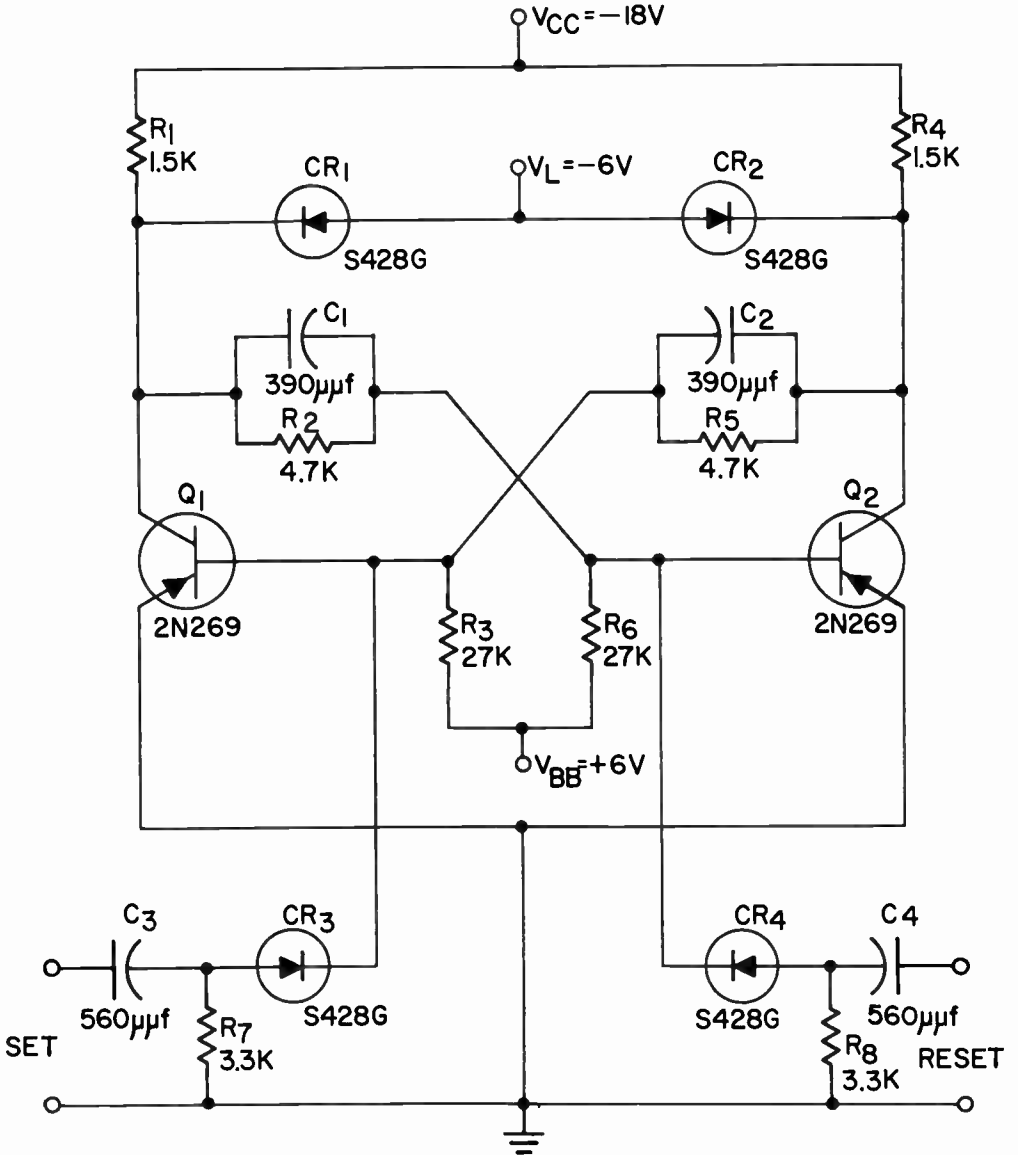 VCC=-18V
R1
1.5K
R4
1.5K
CR1
VL=-6V
CR2
S428G
S428G
C1
390μμf
C2
390μμf
R2
4.7K
R5
4.7K
Q1
2N269
Q2
2N269
R3
27K
R6
27K
VBB=+6V
C3
560μμf
CR3
S428G
CR4
S428G
C4
560μμf
SET
R7
3.3K
R8
3.3K
RESET